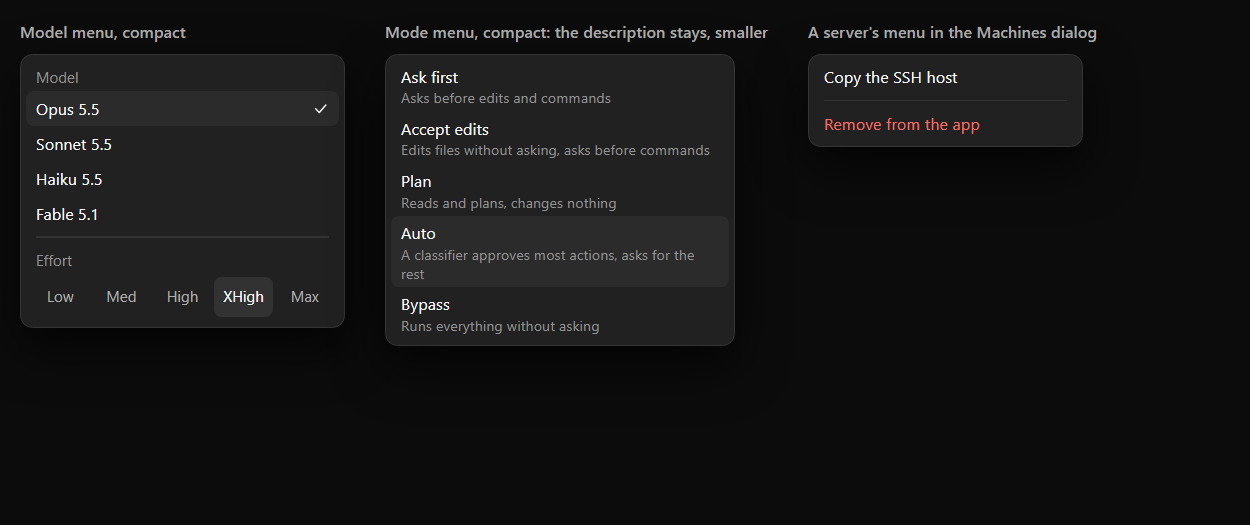 Model menu, compact
Model
Opus 5.5
Sonnet 5.5
Haiku 5.5
Fable 5.1
Effort
Low Med High XHigh Max
Mode menu, compact: the description stays, smaller
Ask first
Asks before edits and commands
Accept edits
Edits files without asking, asks before commands
Plan
Reads and plans, changes nothing
Auto
A classifier approves most actions, asks for the
rest
Bypass
Runs everything without asking
A server's menu in the Machines dialog
Copy the SSH host
Remove from the app